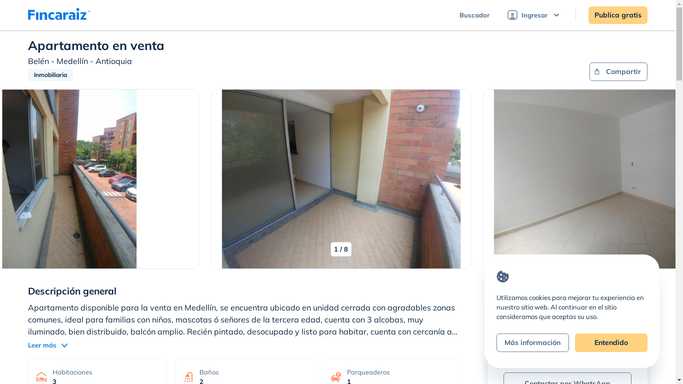 Fincaraiz
Buscador
Ingresar
Publica gratis
Apartamento en venta
Belén - Medellín - Antioquia
Inmobiliaria
Compartir
1 / 8
Descripción general
Apartamento disponible para la venta en Medellín, se encuentra ubicado en unidad cerrada con agradables zonas
comunes, ideal para familias con niños, mascotas ó señores de la tercera edad, cuenta con 3 alcobas, muy
iluminado, bien distribuido, balcón amplio. Recién pintado, desocupado y listo para habitar, cuenta con cercanía a...
Leer más
Habitaciones
3
Baños
2
Parqueaderos
1
Utilizamos cookies para mejorar tu experiencia en
nuestro sitio web. Al continuar en el sitio
consideramos que aceptas su uso.
Más información
Entendido
Contactar por WhatsApp